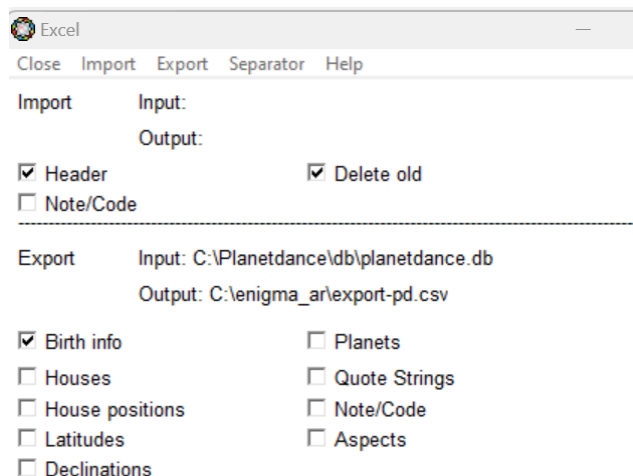 Excel
Close Import Export Separator Help
Import Input:
Output:
Header Delete old
Note/Code
Export Input: C:\Planetdance\db\planetdance.db
Output: C:\enigma_ar\export-pd.csv
Birth info Planets
Houses Quote Strings
House positions Note/Code
Latitudes Aspects
Declinations